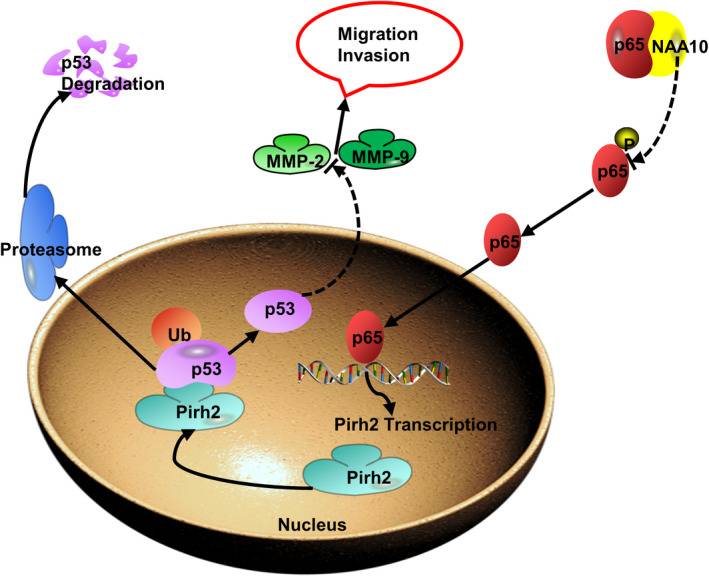 Migration
Invasion
p65
NAA10
p53
Degradation
P
MMP-2
MMP-9
p65
Proteasome
p65
p53
Ub
p65
p53
Pirh2
Pirh2 Transcription
Pirh2
Nucleus